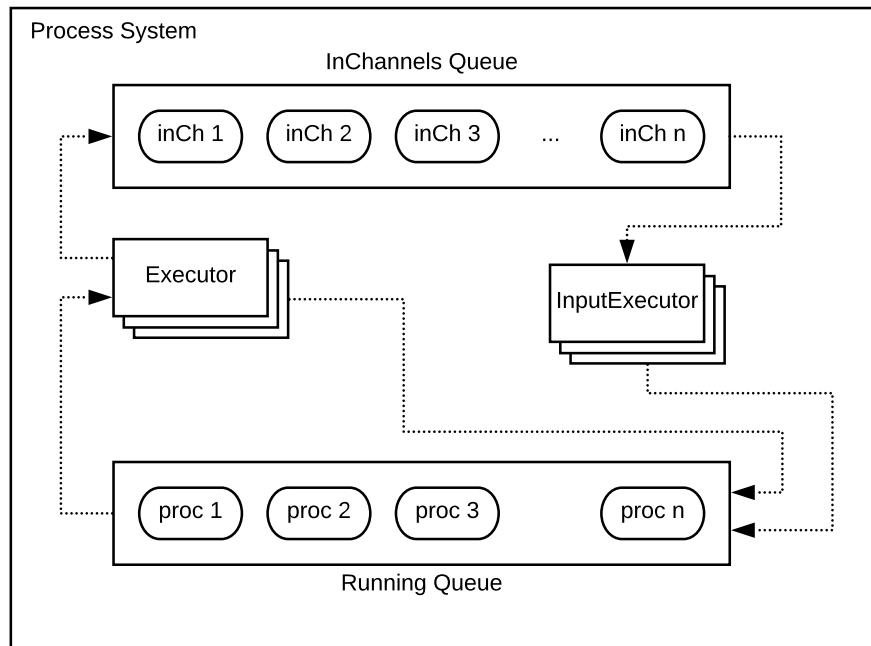 Process System
InChannels Queue
inCh 1 inCh 2 inCh 3 ... inCh n
Executor
InputExecutor
proc 1 proc 2 proc 3 proc n
Running Queue